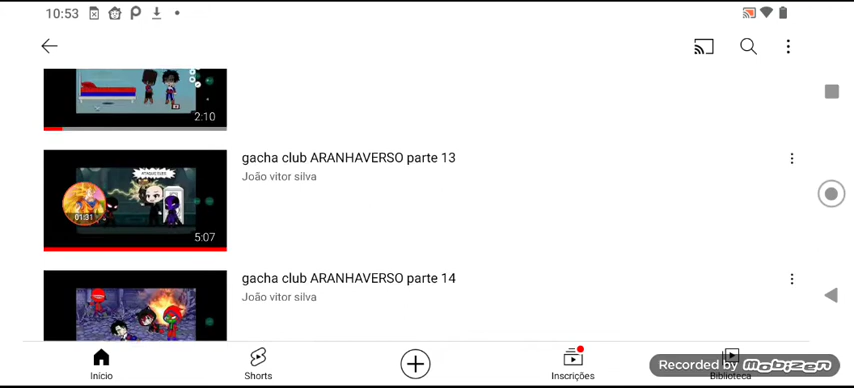 10:53
2:10
gacha club ARANHAVERSO parte 13
João vitor silva
01:31
5:07
gacha club ARANHAVERSO parte 14
João vitor silva
Início
Shorts
Inscrições
Biblioteca
Recorded by mobizen